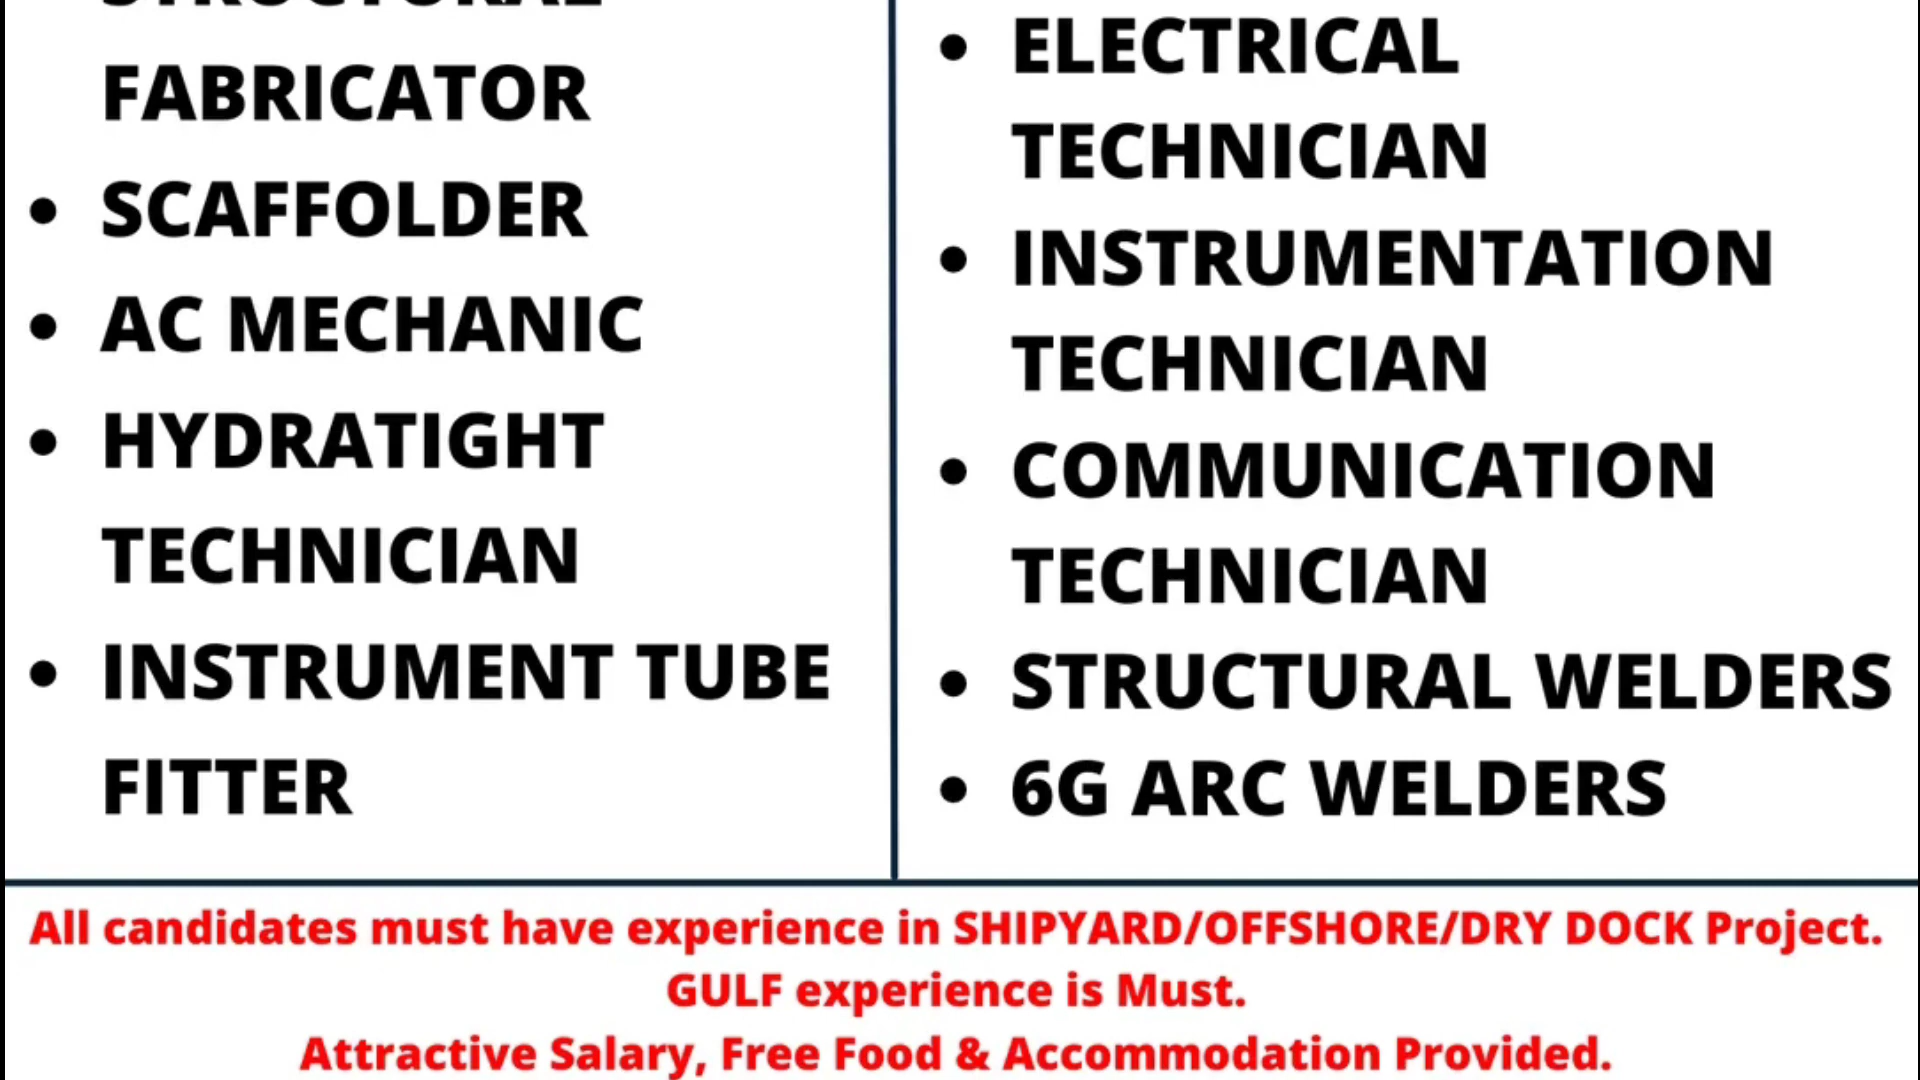 STRUCTURAL
FABRICATOR
• SCAFFOLDER
• AC MECHANIC
• HYDRATIGHT
TECHNICIAN
• INSTRUMENT TUBE
FITTER
• ELECTRICAL
TECHNICIAN
• INSTRUMENTATION
TECHNICIAN
• COMMUNICATION
TECHNICIAN
• STRUCTURAL WELDERS
• 6G ARC WELDERS
All candidates must have experience in SHIPYARD/OFFSHORE/DRY DOCK Project.
GULF experience is Must.
Attractive Salary, Free Food & Accommodation Provided.